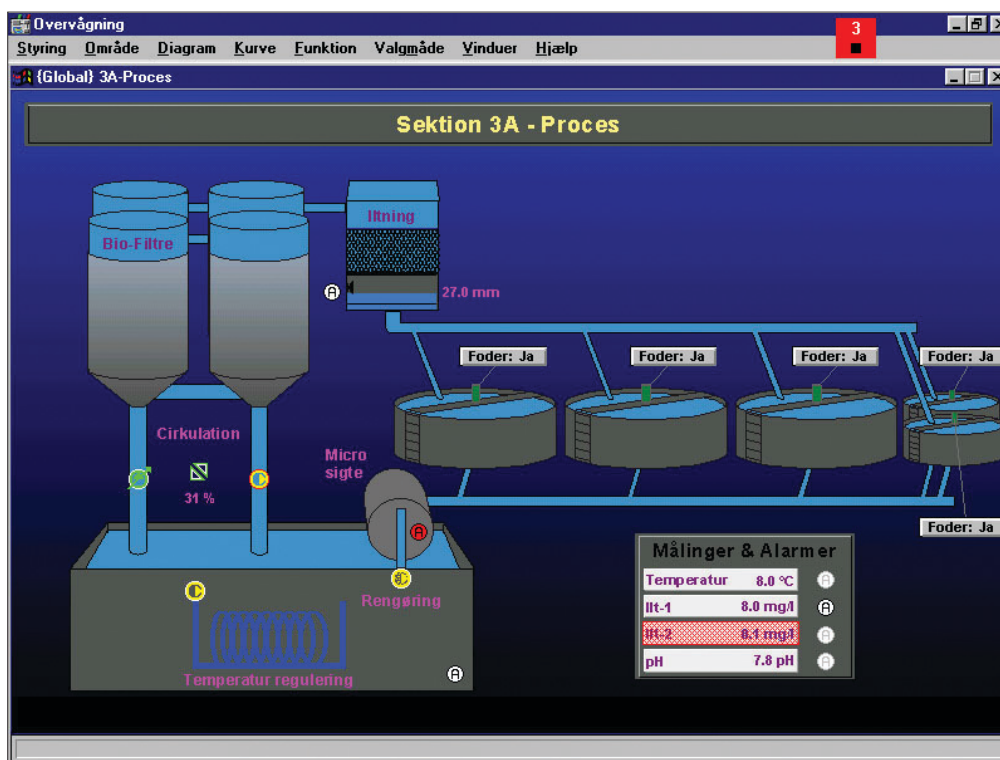 Overvågning
Styring Område Diagram Kurve Funktion Valgmåde Vinduer Hjælp
3
{Global} 3A-Proces
Sektion 3A - Proces
Iltning
Bio-Filtre
A
27.0 mm
Foder: Ja Foder: Ja Foder: Ja Foder: Ja
Cirkulation
Micro
sigte
31 %
C
A
Foder: Ja
Rengøring
C
Temperatur regulering
A
Målinger & Alarmer
Temperatur 8.0 °C A
Ilt-1 8.0 mg/l A
Ilt-2 8.1 mg/l A
pH 7.8 pH A